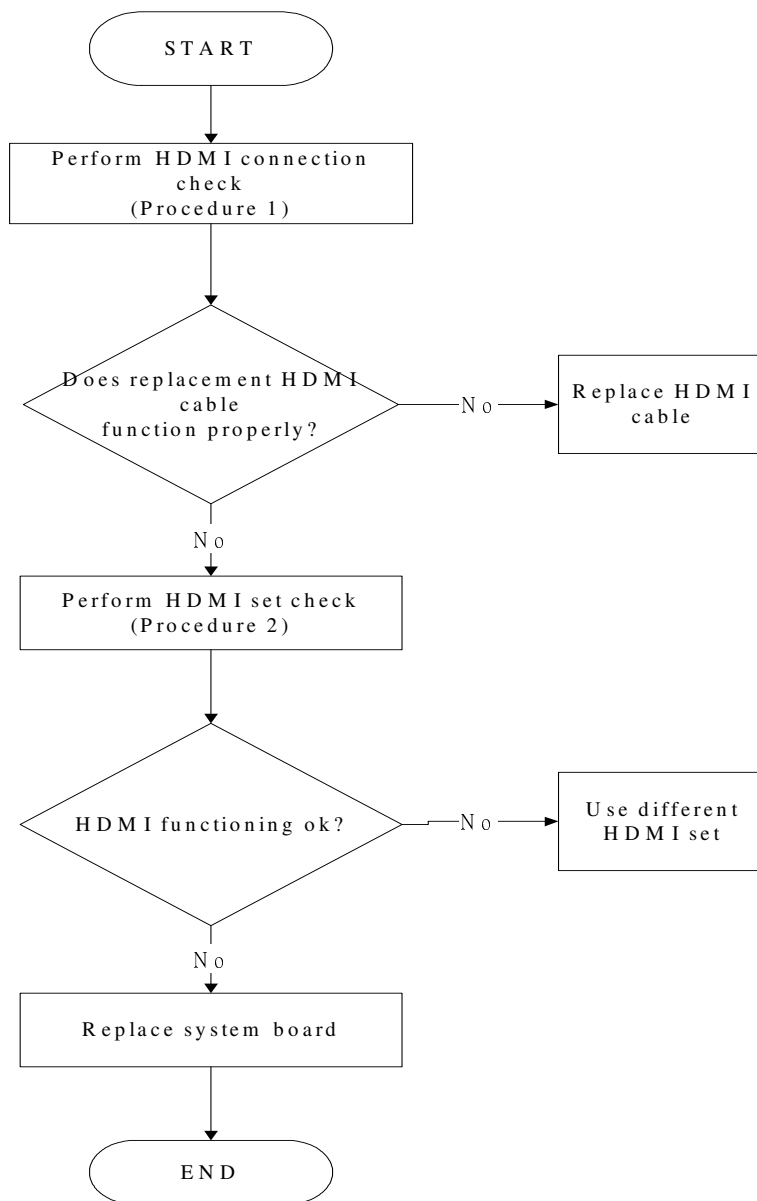 START
Perform HDMI connection
check
(Procedure 1)
Does replacement HDMI
cable
function properly?
No
Replace HDMI
cable
No
Perform HDMI set check
(Procedure 2)
HDMI functioning ok?
No
Use different
HDMI set
No
Replace system board
END